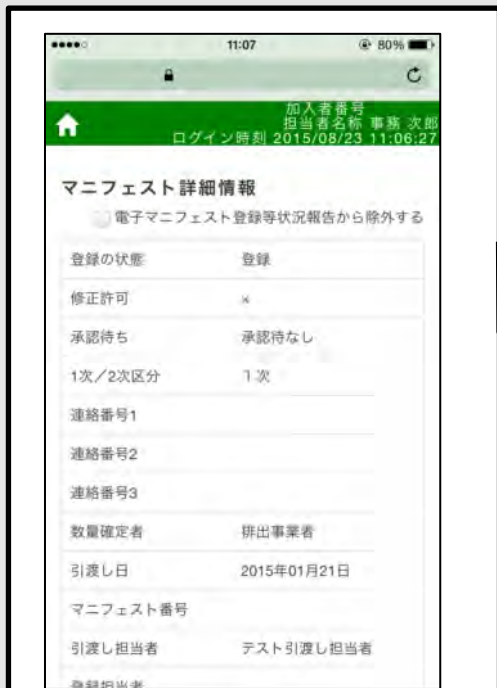 11:07
80%
加入者番号
担当者名称 事務 次郎
ログイン時刻 2015/08/23 11:06:27
マニフェスト詳細情報
電子マニフェスト登録等状況報告から除外する
登録の状態 登録
修正許可 ×
承認待ち 承認待なし
1次/2次区分 1次
連絡番号1
連絡番号2
連絡番号3
数量確定者 排出事業者
引渡し日 2015年01月21日
マニフェスト番号
引渡し担当者 テスト引渡し担当者
登録担当者